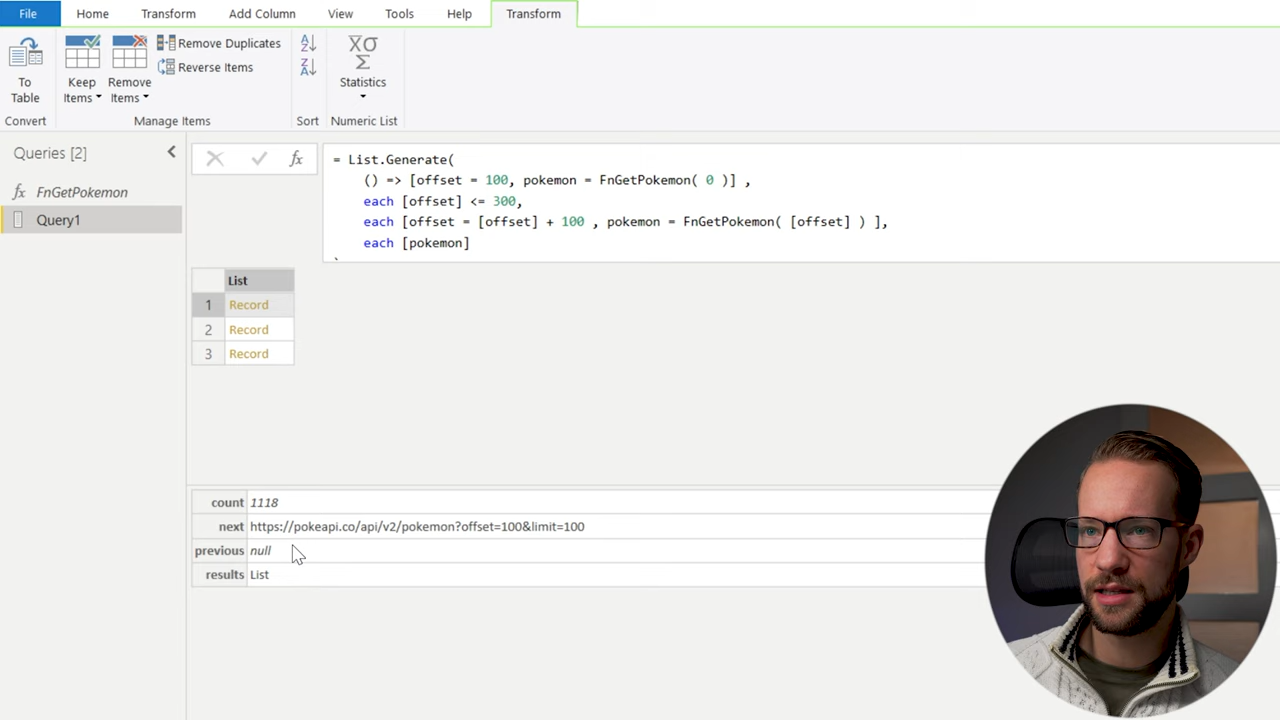 File Home Transform Add Column View Tools Help Transform
To Table
Keep Items
Remove Items
Remove Duplicates
Reverse Items
Statistics
Convert Manage Items Sort Numeric List
Queries [2]
fx FnGetPokemon
Query1
fx
= List.Generate(
() => [offset = 100, pokemon = FnGetPokemon( 0 )] ,
each [offset] <= 300,
each [offset = [offset] + 100 , pokemon = FnGetPokemon( [offset] ) ],
each [pokemon]
List
1 Record
2 Record
3 Record
count 1118
next https://pokeapi.co/api/v2/pokemon?offset=100&limit=100
previous null
results List